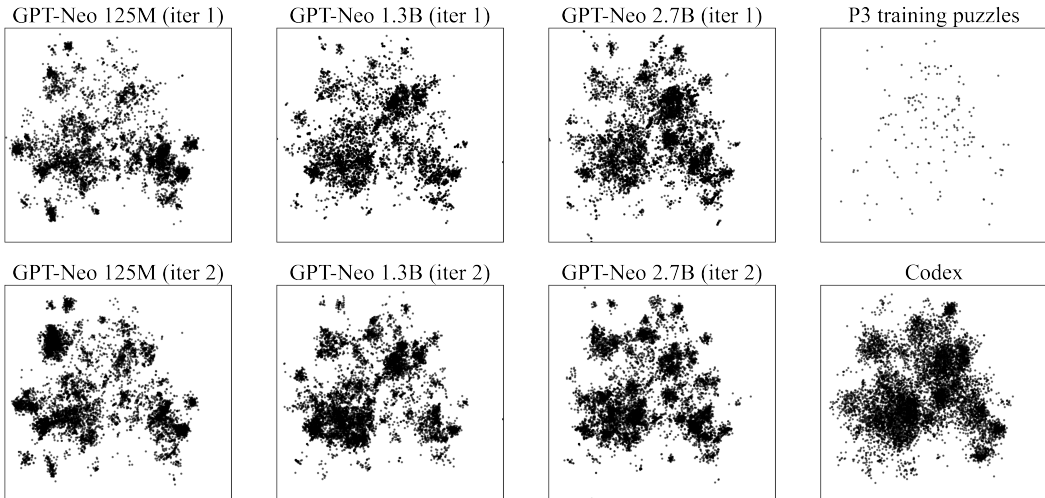 GPT-Neo 125M (iter 1)
GPT-Neo 1.3B (iter 1)
GPT-Neo 2.7B (iter 1)
P3 training puzzles
GPT-Neo 125M (iter 2)
GPT-Neo 1.3B (iter 2)
GPT-Neo 2.7B (iter 2)
Codex